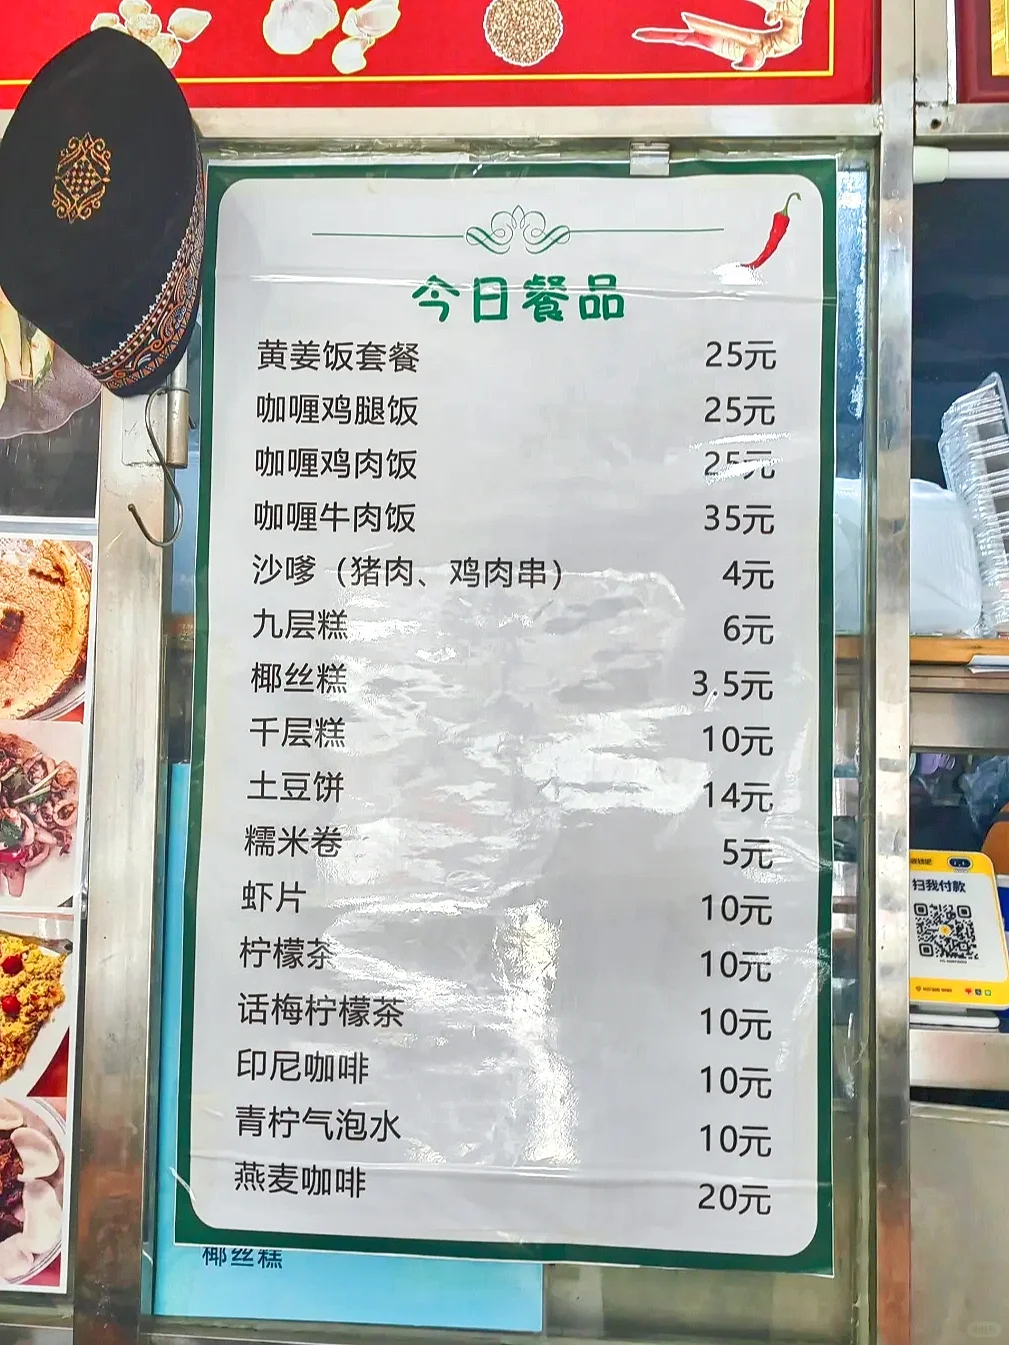 今日餐品
黄姜饭套餐 25元
咖喱鸡腿饭 25元
咖喱鸡肉饭 25元
咖喱牛肉饭 35元
沙嗲（猪肉、鸡肉串） 4元
九层糕 6元
椰丝糕 3.5元
千层糕 10元
土豆饼 14元
糯米卷 5元
虾片 10元
柠檬茶 10元
话梅柠檬茶 10元
印尼咖啡 10元
青柠气泡水 10元
燕麦咖啡 20元
椰丝糕
扫我付款